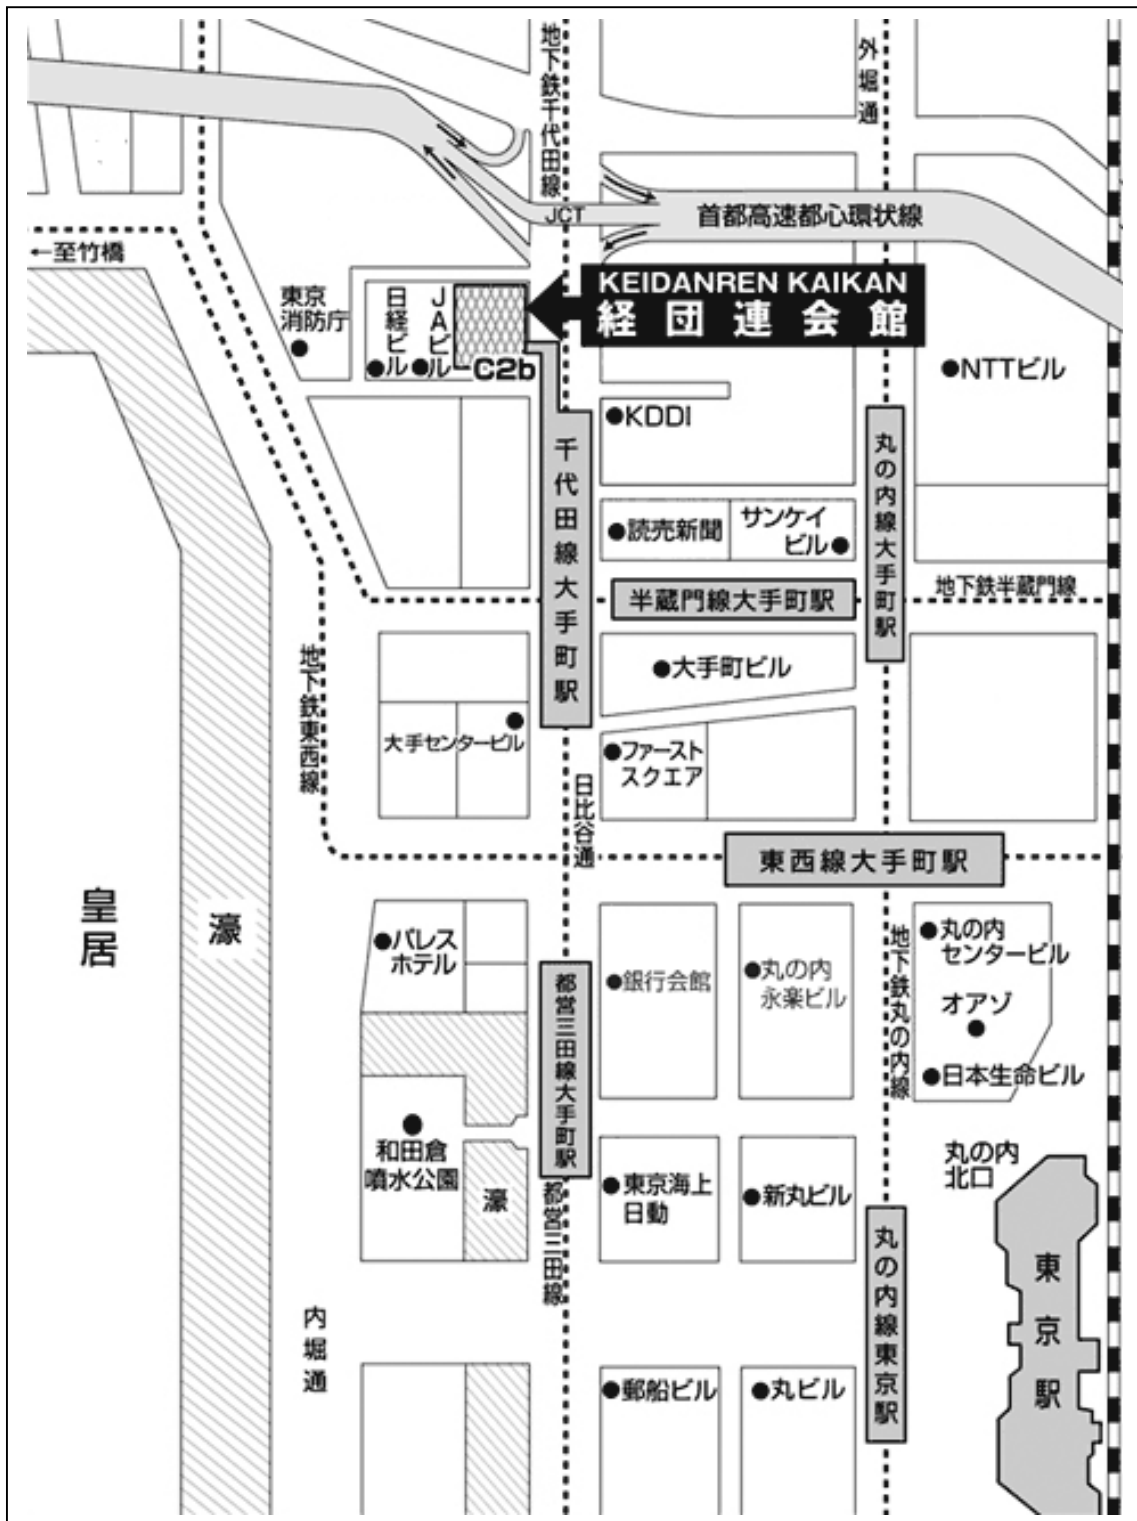 地下鉄千代田線
外堀通
JCT
首都高速都心環状線
←至竹橋
KEIDANREN KAIKAN
経団連会館
東京
消防庁
日経ビル
JAビル
C2b
NTTビル
KDDI
千代田線大手町駅
丸の内線大手町駅
読売新聞
サンケイ
ビル
半蔵門線大手町駅
地下鉄半蔵門線
大手町ビル
地下鉄東西線
大手センタービル
ファースト
スクエア
日比谷通
東西線大手町駅
皇居
濠
パレス
ホテル
都営三田線大手町駅
銀行会館
丸の内
永楽ビル
地下鉄丸の内線
丸の内
センタービル
オアゾ
日本生命ビル
和田倉
噴水公園
濠
都営三田線
東京海上
日動
新丸ビル
丸の内
北口
丸の内線東京駅
東京駅
内堀通
郵船ビル
丸ビル